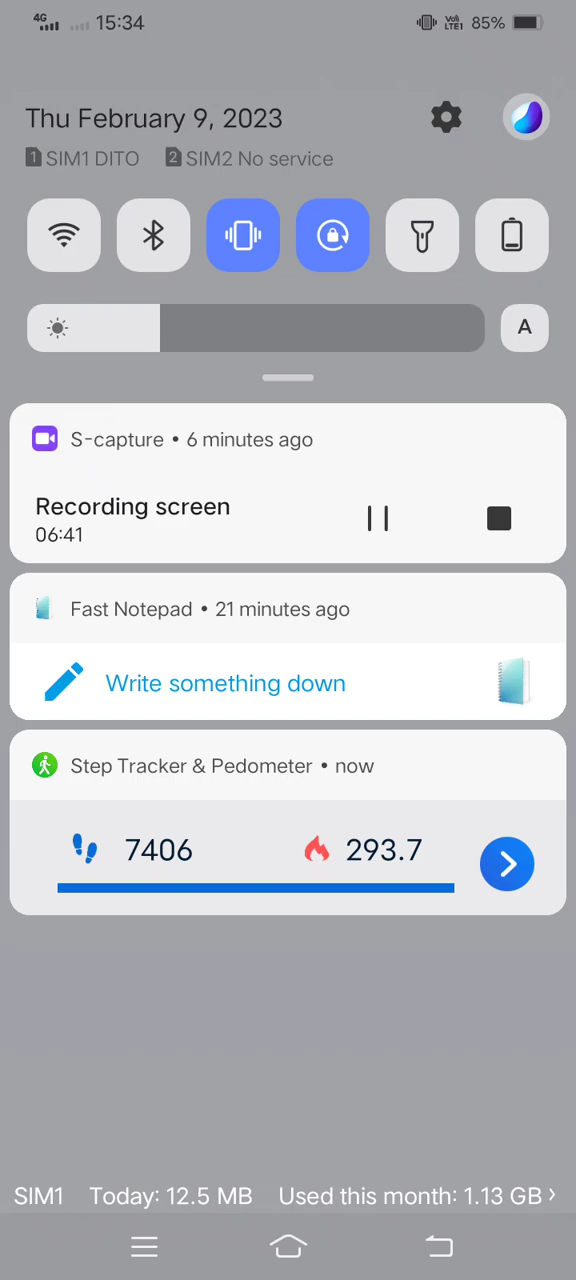 4G 15:34 VoI) LTE1 85%
Thu February 9, 2023
1 SIM1 DITO 2 SIM2 No service
A
S-capture • 6 minutes ago
Recording screen
06:41
Fast Notepad • 21 minutes ago
Write something down
Step Tracker & Pedometer • now
7406 293.7
SIM1 Today: 12.5 MB Used this month: 1.13 GB ›